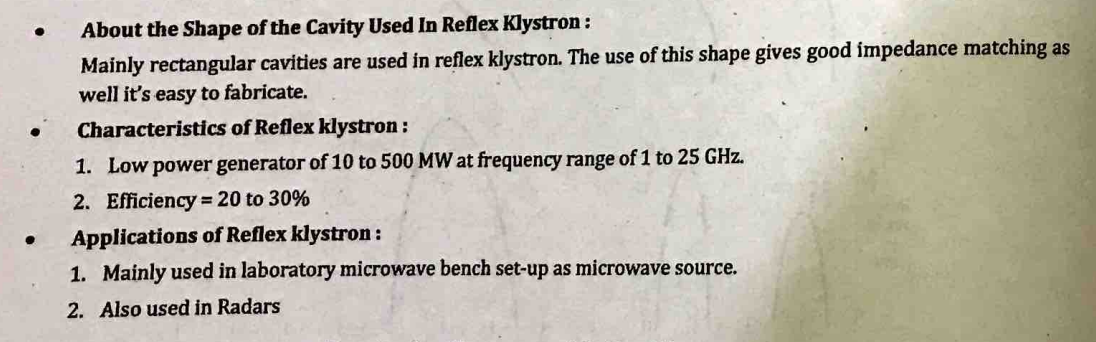 • About the Shape of the Cavity Used In Reflex Klystron :
Mainly rectangular cavities are used in reflex klystron. The use of this shape gives good impedance matching as
well it's easy to fabricate.
• Characteristics of Reflex klystron :
1. Low power generator of 10 to 500 MW at frequency range of 1 to 25 GHz.
2. Efficiency = 20 to 30%
• Applications of Reflex klystron :
1. Mainly used in laboratory microwave bench set-up as microwave source.
2. Also used in Radars